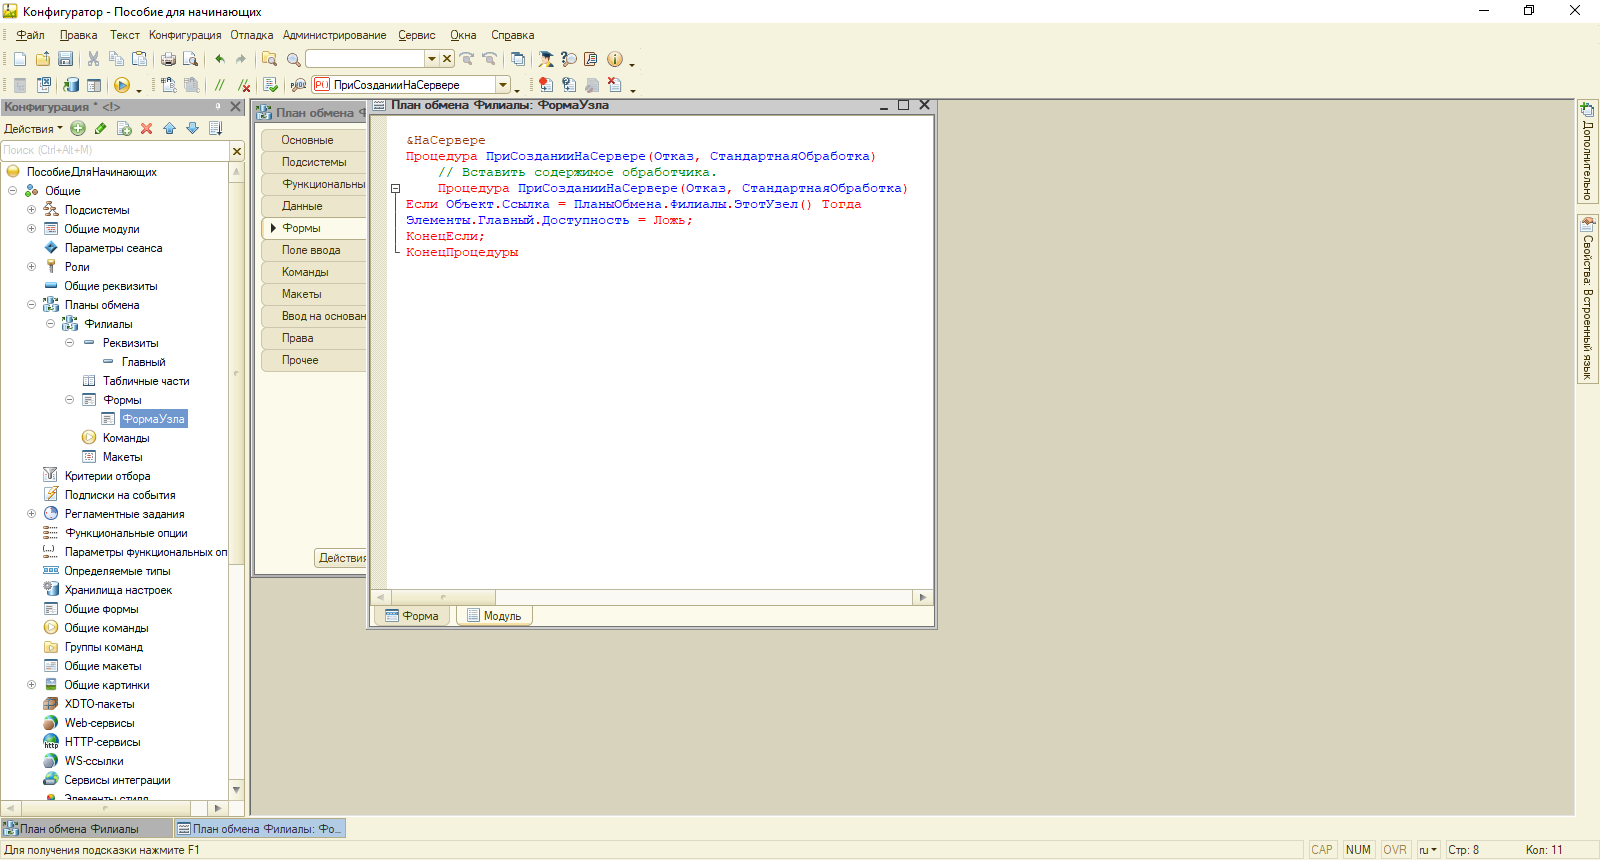 Конфигуратор - Пособие для начинающих
Файл Правка Текст Конфигурация Отладка Администрирование Сервис Окна Справка
ПриСозданииНаСервере
Конфигурация * <!>
Действия
Поиск (Ctrl+Alt+M)
ПособиеДляНачинающих
Общие
Подсистемы
Общие модули
Параметры сеанса
Роли
Общие реквизиты
Планы обмена
Филиалы
Реквизиты
Главный
Табличные части
Формы
ФормаУзла
Команды
Макеты
Критерии отбора
Подписки на события
Регламентные задания
Функциональные опции
Параметры функциональных оп
Определяемые типы
Хранилища настроек
Общие формы
Общие команды
Группы команд
Общие макеты
Общие картинки
XDTO-пакеты
Web-сервисы
HTTP-сервисы
WS-ссылки
Сервисы интеграции
Элементы стиля
План обмена Ф
Основные
Подсистемы
Функциональны
Данные
Формы
Поле ввода
Команды
Макеты
Ввод на основан
Права
Прочее
Действия
План обмена Филиалы: ФормаУзла
&НаСервере
Процедура ПриСозданииНаСервере(Отказ, СтандартнаяОбработка)
// Вставить содержимое обработчика.
Процедура ПриСозданииНаСервере(Отказ, СтандартнаяОбработка)
Если Объект.Ссылка = ПланыОбмена.Филиалы.ЭтотУзел() Тогда
Элементы.Главный.Доступность = Ложь;
КонецЕсли;
КонецПроцедуры
Форма Модуль
Дополнительно
Свойства: Встроенный язык
План обмена Филиалы
План обмена Филиалы: Фо...
Для получения подсказки нажмите F1
CAP NUM OVR ru Стр: 8 Кол: 11